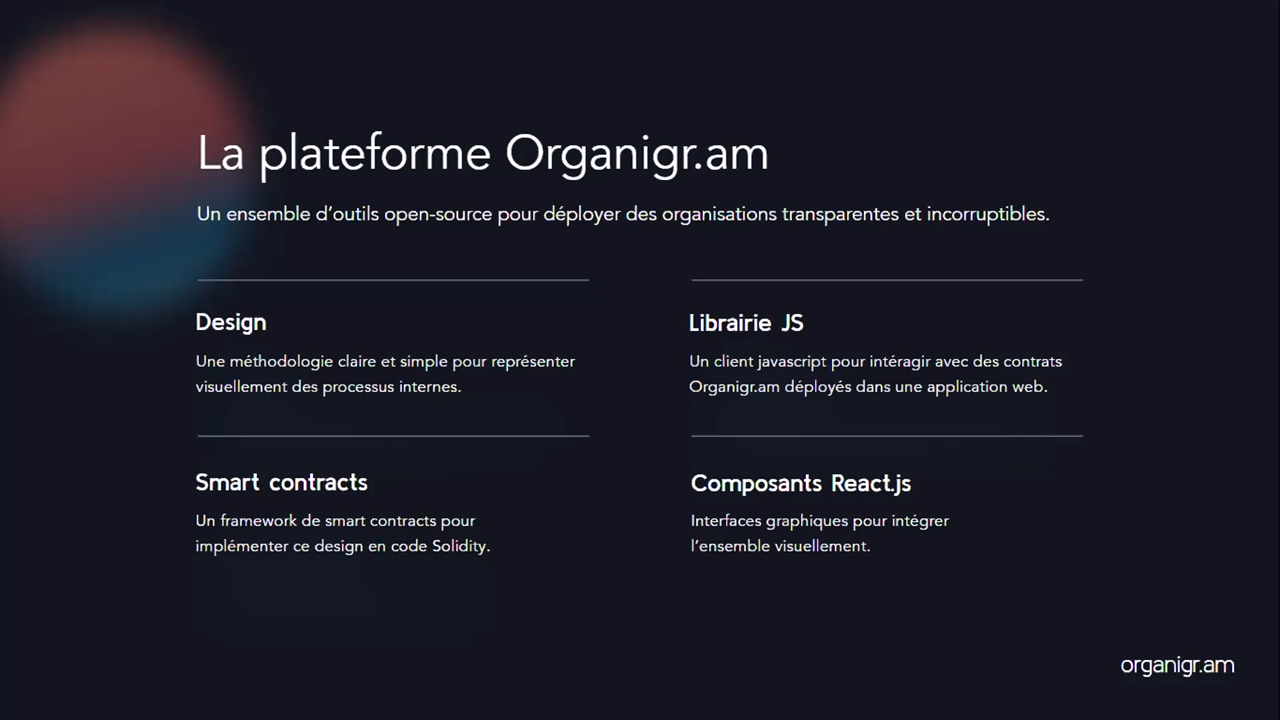 La plateforme Organigr.am
Un ensemble d’outils open-source pour déployer des organisations transparentes et incorruptibles.
Design
Une méthodologie claire et simple pour représenter
visuellement des processus internes.
Librairie JS
Un client javascript pour intéragir avec des contrats
Organigr.am déployés dans une application web.
Smart contracts
Un framework de smart contracts pour
implémenter ce design en code Solidity.
Composants React.js
Interfaces graphiques pour intégrer
l’ensemble visuellement.
organigr.am